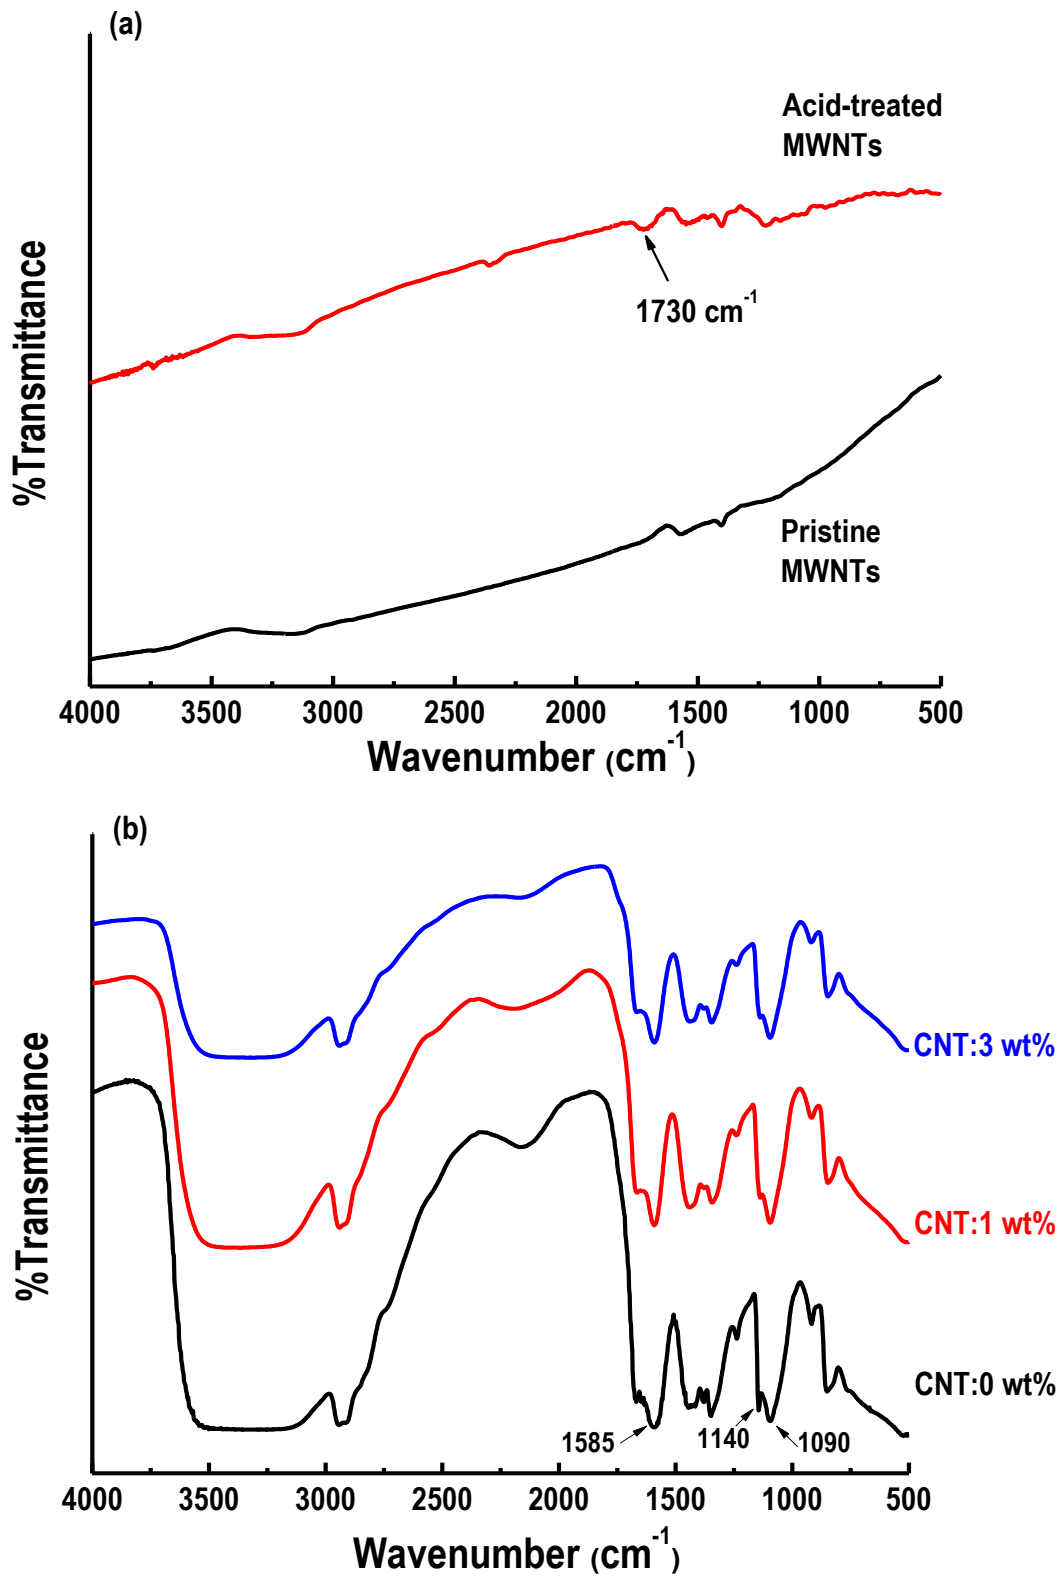 (a)
Acid-treated
MWNTs
1730 cm⁻¹
Pristine
MWNTs
%Transmittance
4000 3500 3000 2500 2000 1500 1000 500
Wavenumber (cm⁻¹)
(b)
CNT:3 wt%
CNT:1 wt%
CNT:0 wt%
1585 1140 1090
%Transmittance
4000 3500 3000 2500 2000 1500 1000 500
Wavenumber (cm⁻¹)